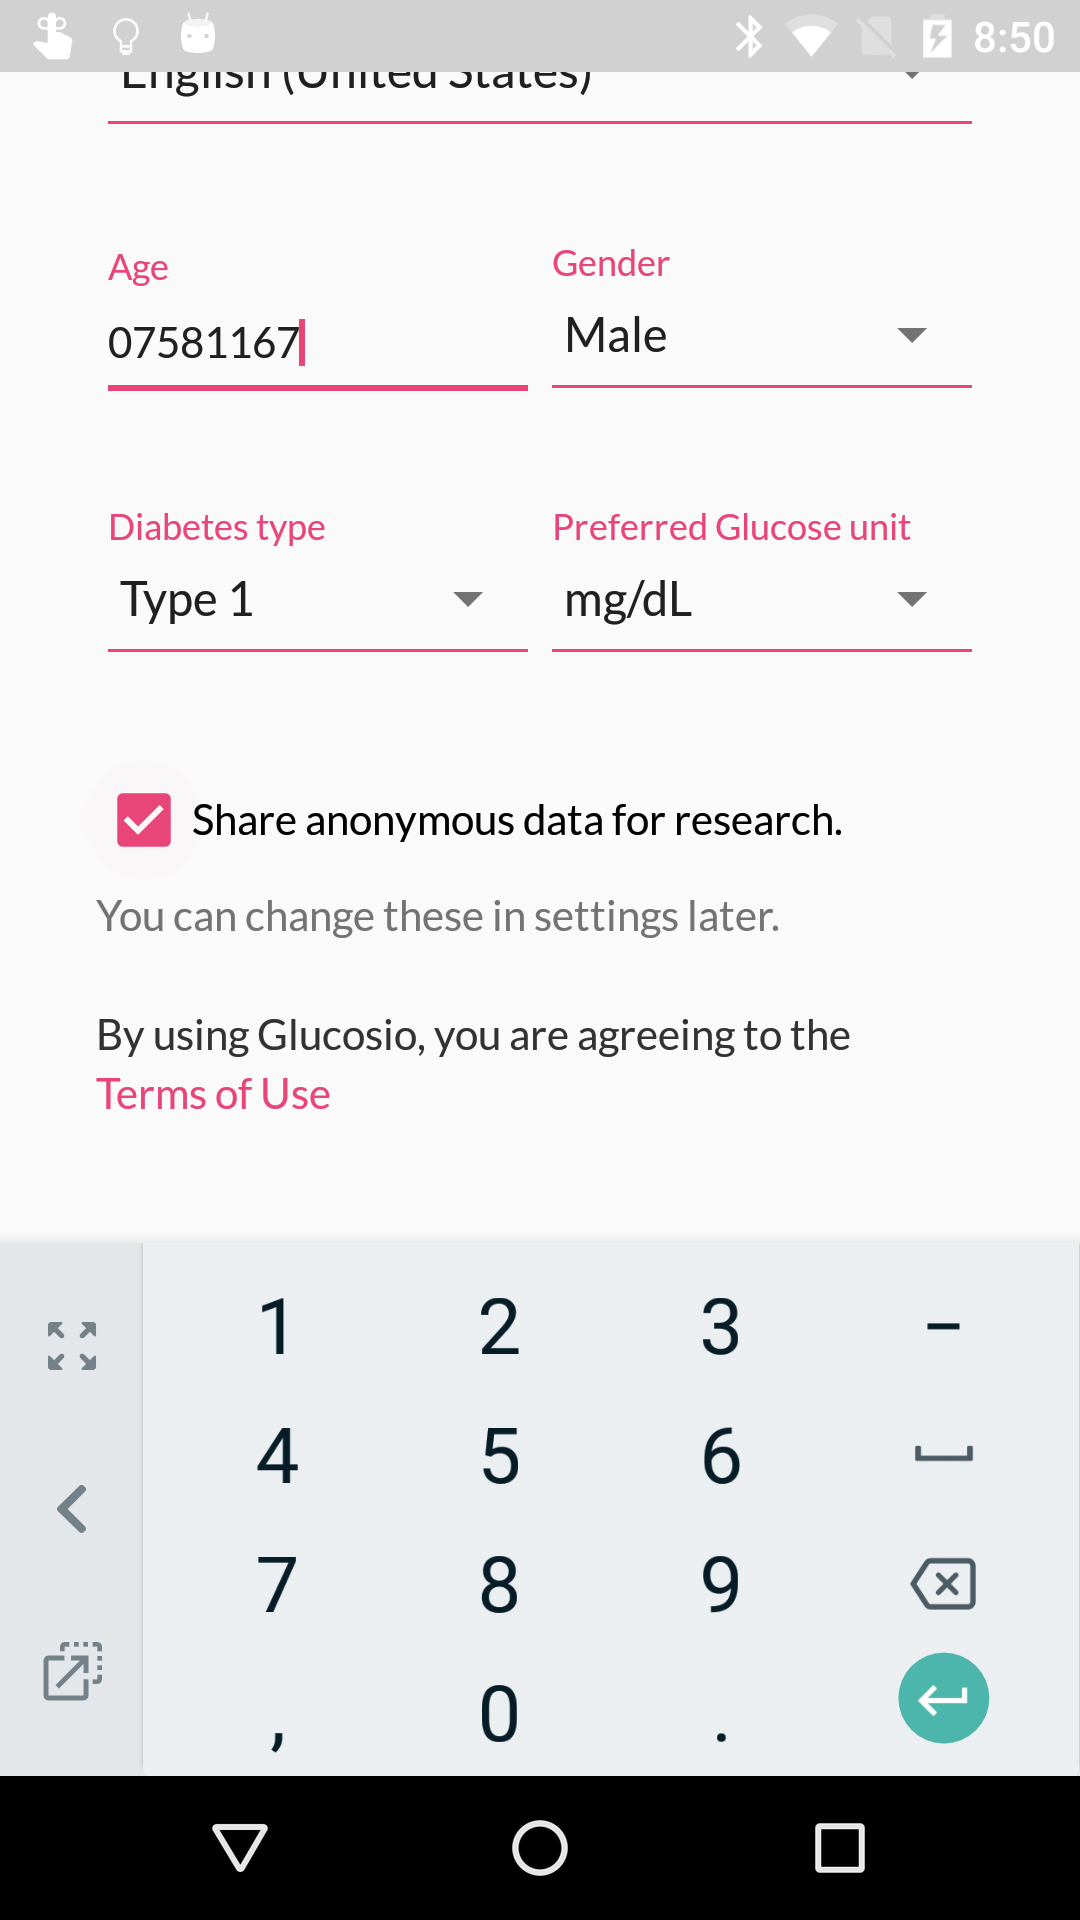 8:50
English (United States)
Age
Gender
07581167
Male
Diabetes type
Preferred Glucose unit
Type 1
mg/dL
Share anonymous data for research.
You can change these in settings later.
By using Glucosio, you are agreeing to the
Terms of Use
1 2 3 –
4 5 6
7 8 9
, 0 .